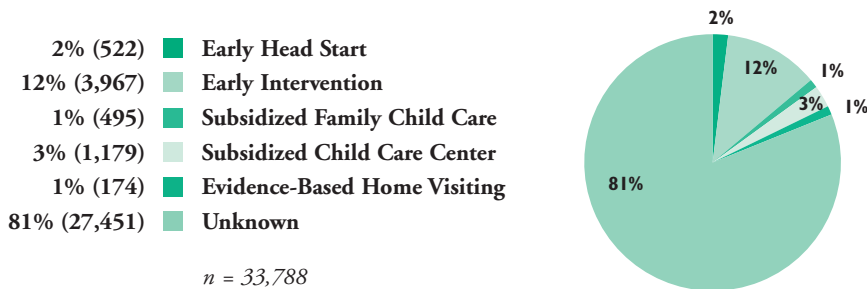 2% (522) Early Head Start
12% (3,967) Early Intervention
1% (495) Subsidized Family Child Care
3% (1,179) Subsidized Child Care Center
1% (174) Evidence-Based Home Visiting
81% (27,451) Unknown
n = 33,788
2%
12%
1%
3%
1%
81%